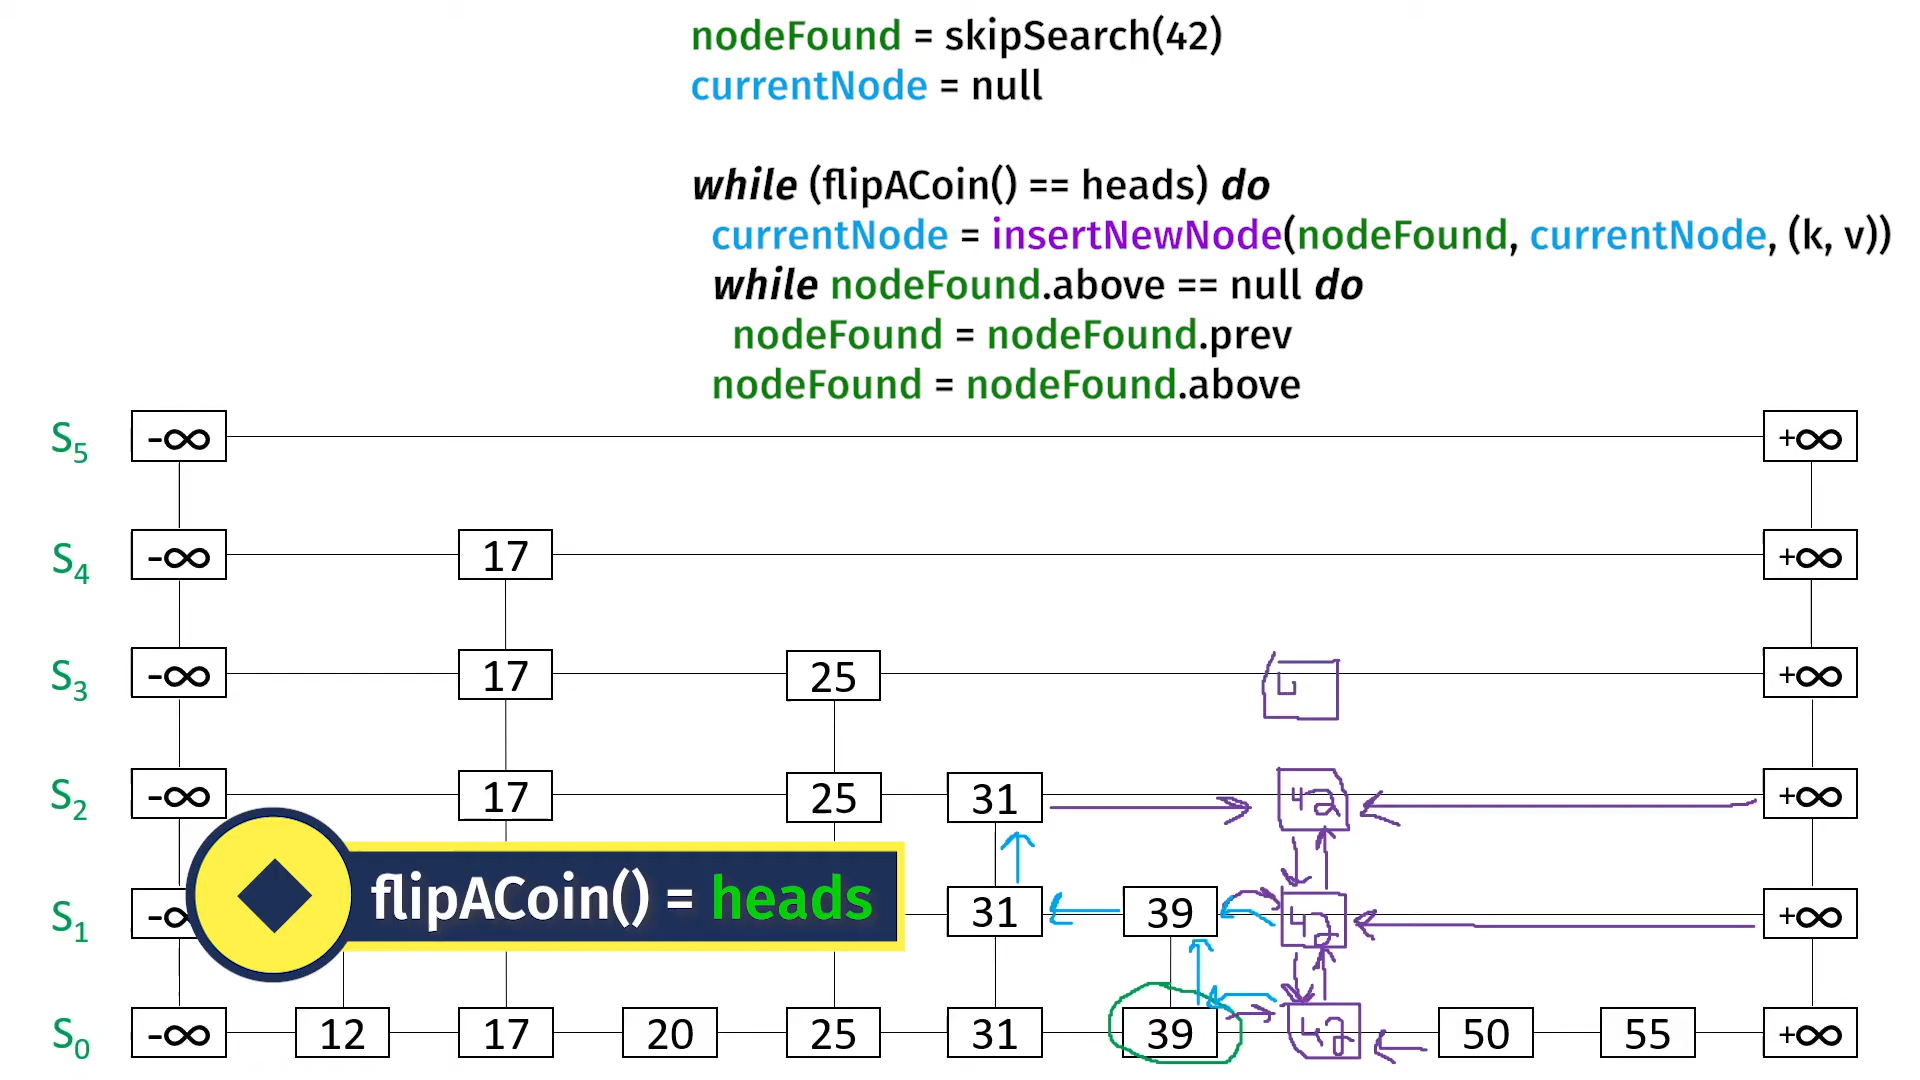 nodeFound = skipSearch(42)
currentNode = null
while (flipACoin() == heads) do
currentNode = insertNewNode(nodeFound, currentNode, (k, v))
while nodeFound.above == null do
nodeFound = nodeFound.prev
nodeFound = nodeFound.above
S5 -∞ +∞
S4 -∞ 17 +∞
S3 -∞ 17 25 +∞
S2 -∞ 17 25 31 42 +∞
flipACoin() = heads
S1 -∞ 31 39 42 +∞
S0 -∞ 12 17 20 25 31 39 42 50 55 +∞